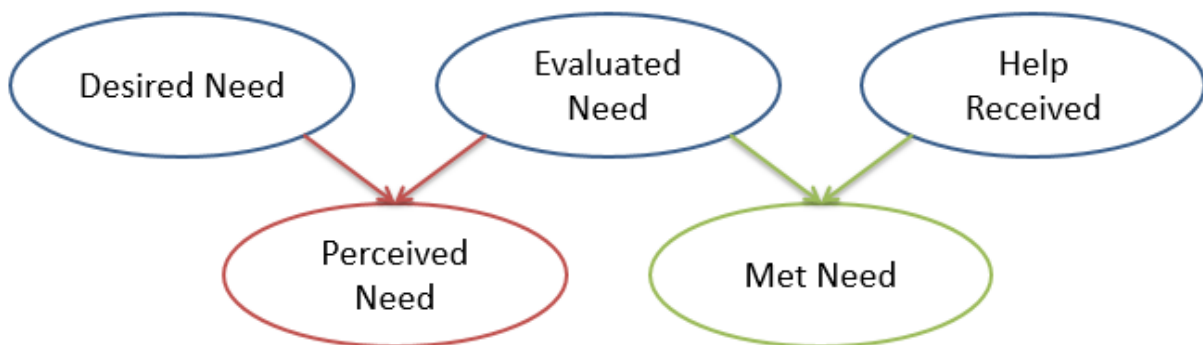 Desired Need
Evaluated
Need
Help
Received
Perceived
Need
Met Need